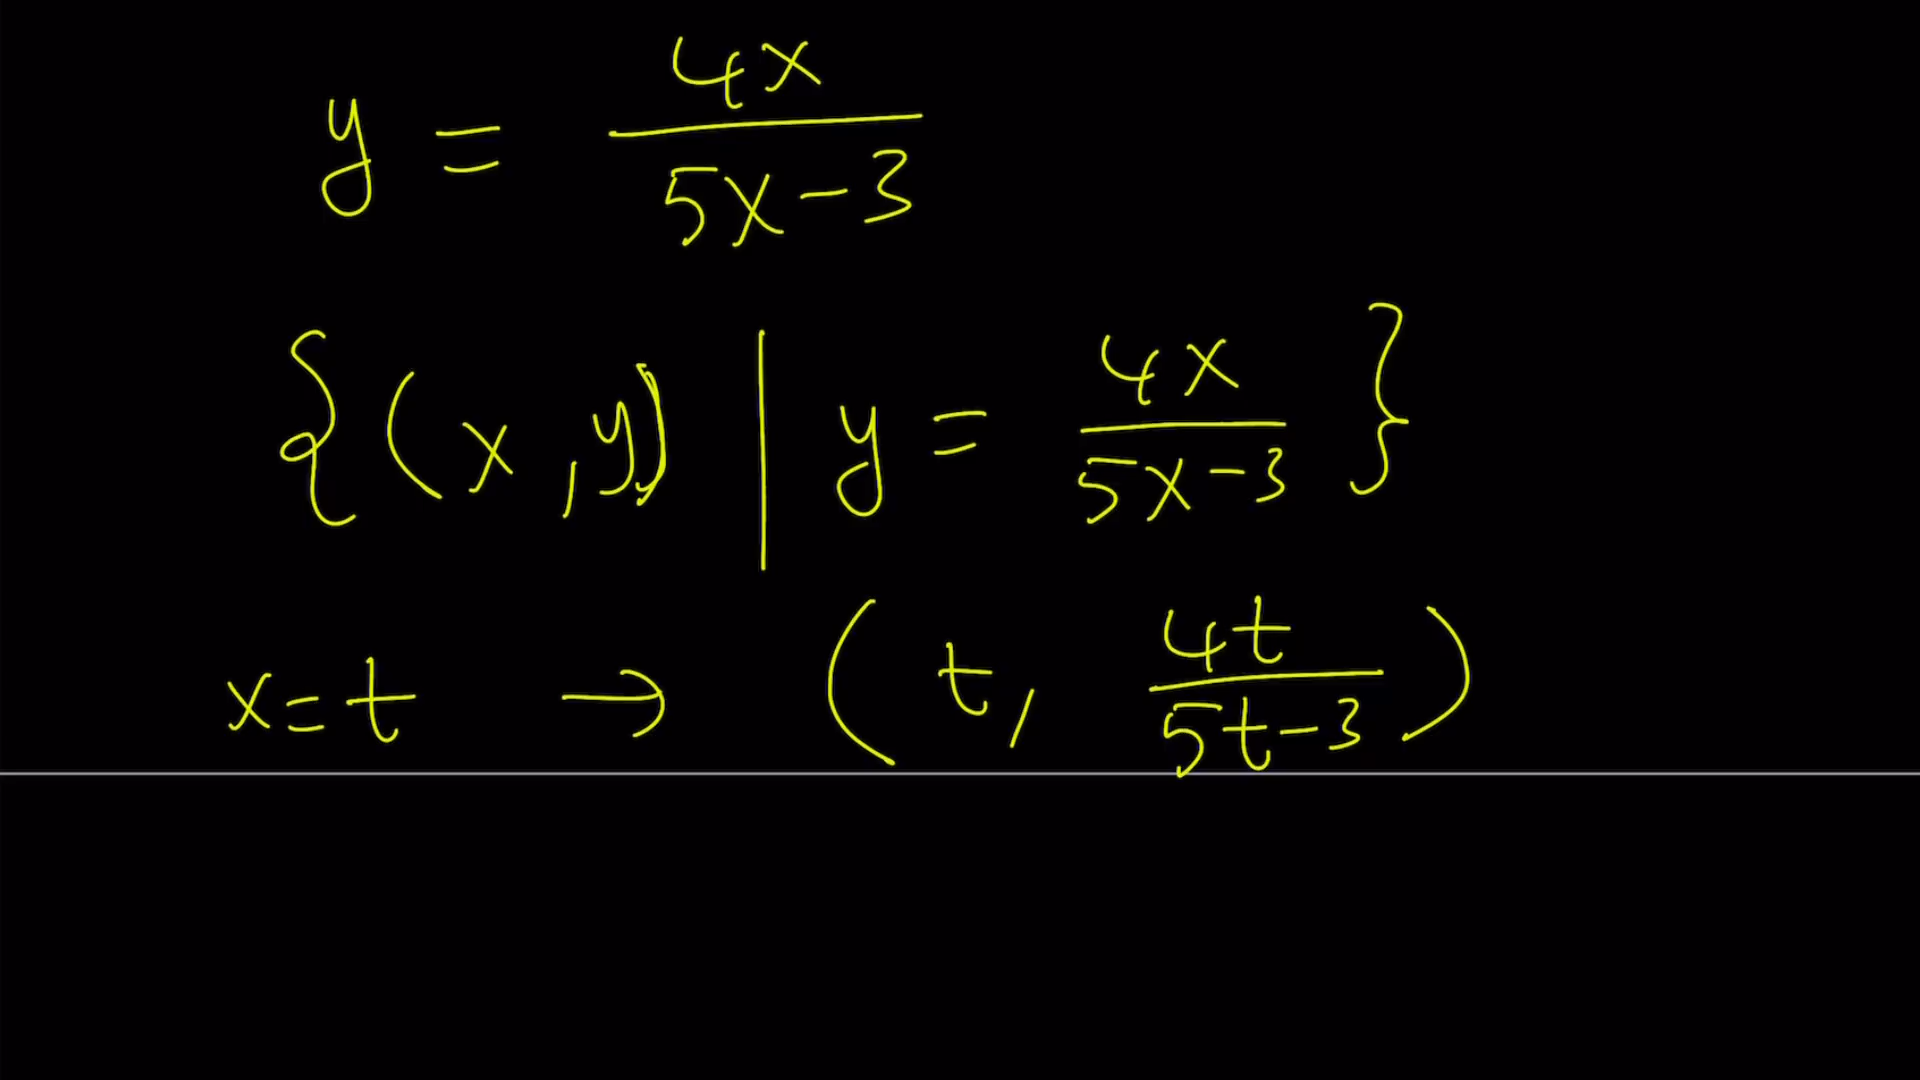 y = 4x / 5x-3
{(x,y) | y = 4x / 5x-3}
x=t → (t, 4t / 5t-3)